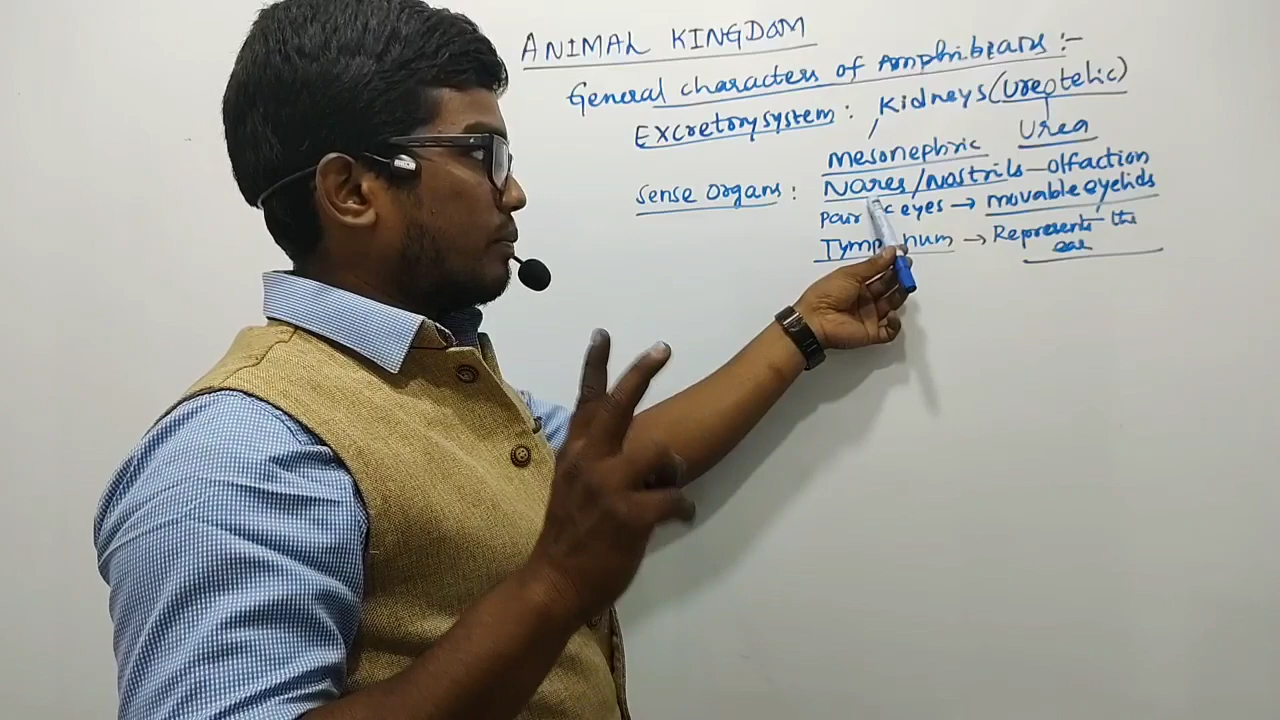 ANIMAL KINGDOM
General characters of Amphibians :-
Excretory system : Kidneys (Ureotelic)
Mesonephric Urea
Sense organs : Nares / Nostrils - olfaction
eyes → movable eyelids
→ Represents the
ear